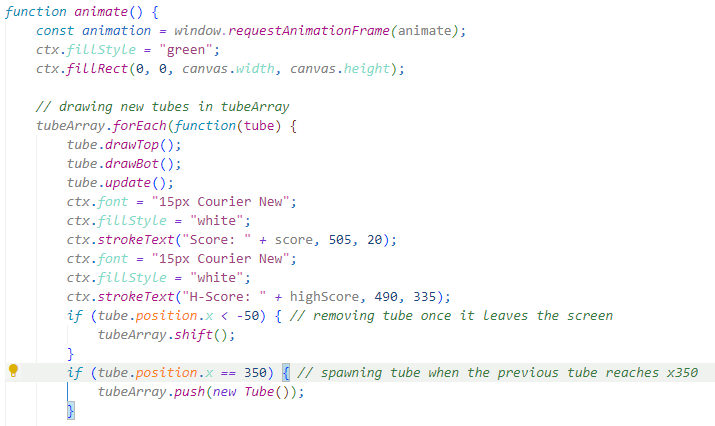 function animate() {
const animation = window.requestAnimationFrame(animate);
ctx.fillStyle = "green";
ctx.fillRect(0, 0, canvas.width, canvas.height);
// drawing new tubes in tubeArray
tubeArray.forEach(function(tube) {
tube.drawTop();
tube.drawBot();
tube.update();
ctx.font = "15px Courier New";
ctx.fillStyle = "white";
ctx.strokeText("Score: " + score, 505, 20);
ctx.font = "15px Courier New";
ctx.fillStyle = "white";
ctx.strokeText("H-Score: " + highScore, 490, 335);
if (tube.position.x < -50) { // removing tube once it leaves the screen
tubeArray.shift();
}
if (tube.position.x == 350) { // spawning tube when the previous tube reaches x350
tubeArray.push(new Tube());
}